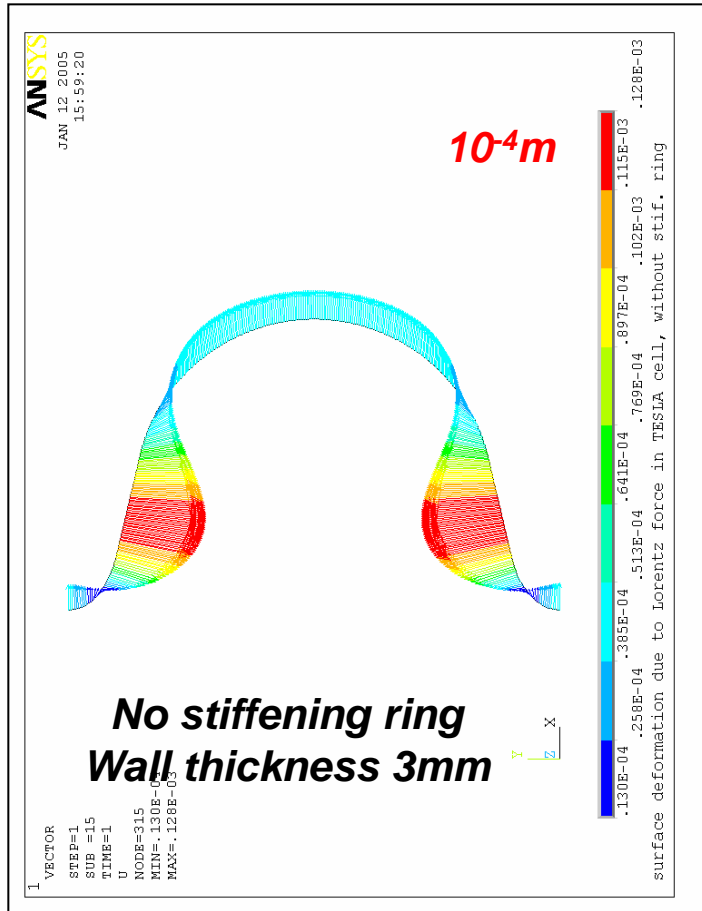 1
VECTOR
STEP=1
SUB =15
TIME=1
U
NODE=315
MIN=.130E-04
MAX=.128E-03
ANSYS
JAN 12 2005
15:59:20
10⁻⁴m
No stiffening ring
Wall thickness 3mm
Y
Z X
.130E-04
.258E-04
.385E-04
.513E-04
.641E-04
.769E-04
.897E-04
.102E-03
.115E-03
.128E-03
surface deformation due to Lorentz force in TESLA cell, without stif. ring